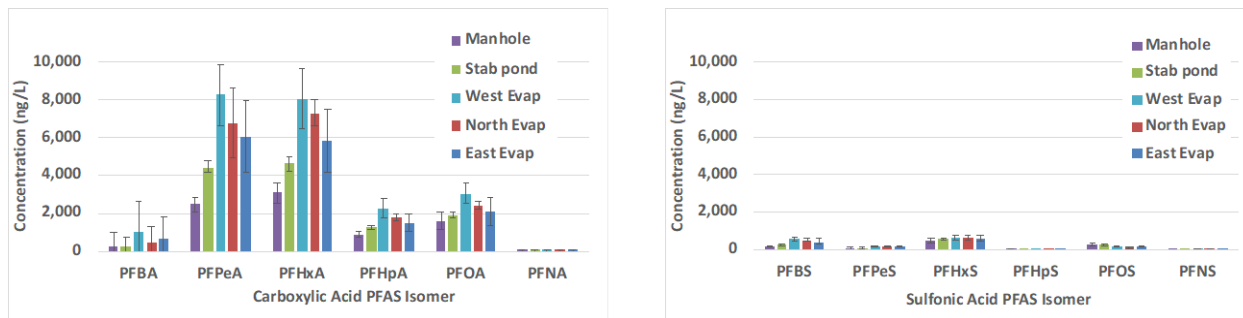 Concentration (ng/L)
10,000
8,000
6,000
4,000
2,000
0
Manhole
Stab pond
West Evap
North Evap
East Evap
PFBA PFPeA PFHxA PFHpA PFOA PFNA
Carboxylic Acid PFAS Isomer
Concentration (ng/L)
10,000
8,000
6,000
4,000
2,000
0
Manhole
Stab pond
West Evap
North Evap
East Evap
PFBS PFPeS PFHxS PFHpS PFOS PFNS
Sulfonic Acid PFAS Isomer